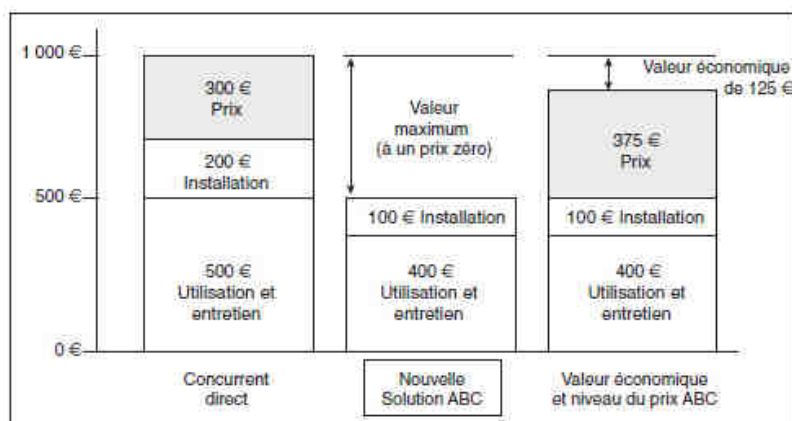 1 000 €
300 €
Prix
200 €
Installation
500 €
500 €
Utilisation et
entretien
0 €
Concurrent
direct
Valeur
maximum
(à un prix zéro)
100 € Installation
400 €
Utilisation et
entretien
Nouvelle
Solution ABC
Valeur économique
de 125 €
375 €
Prix
100 € Installation
400 €
Utilisation et
entretien
Valeur économique
et niveau du prix ABC